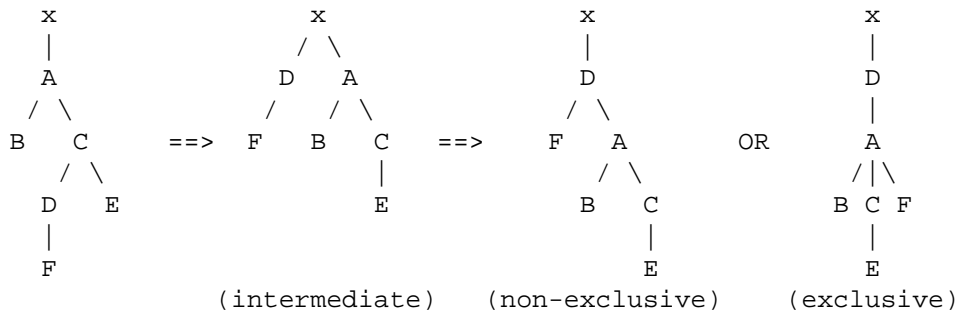 x x x x
| / \ | |
A D A D D
/ \ / / \ / \ |
B C ==> F B C ==> F A OR A
/ \ | / \ /|\
D E E B C B C F
| | |
F E E
(intermediate) (non-exclusive) (exclusive)